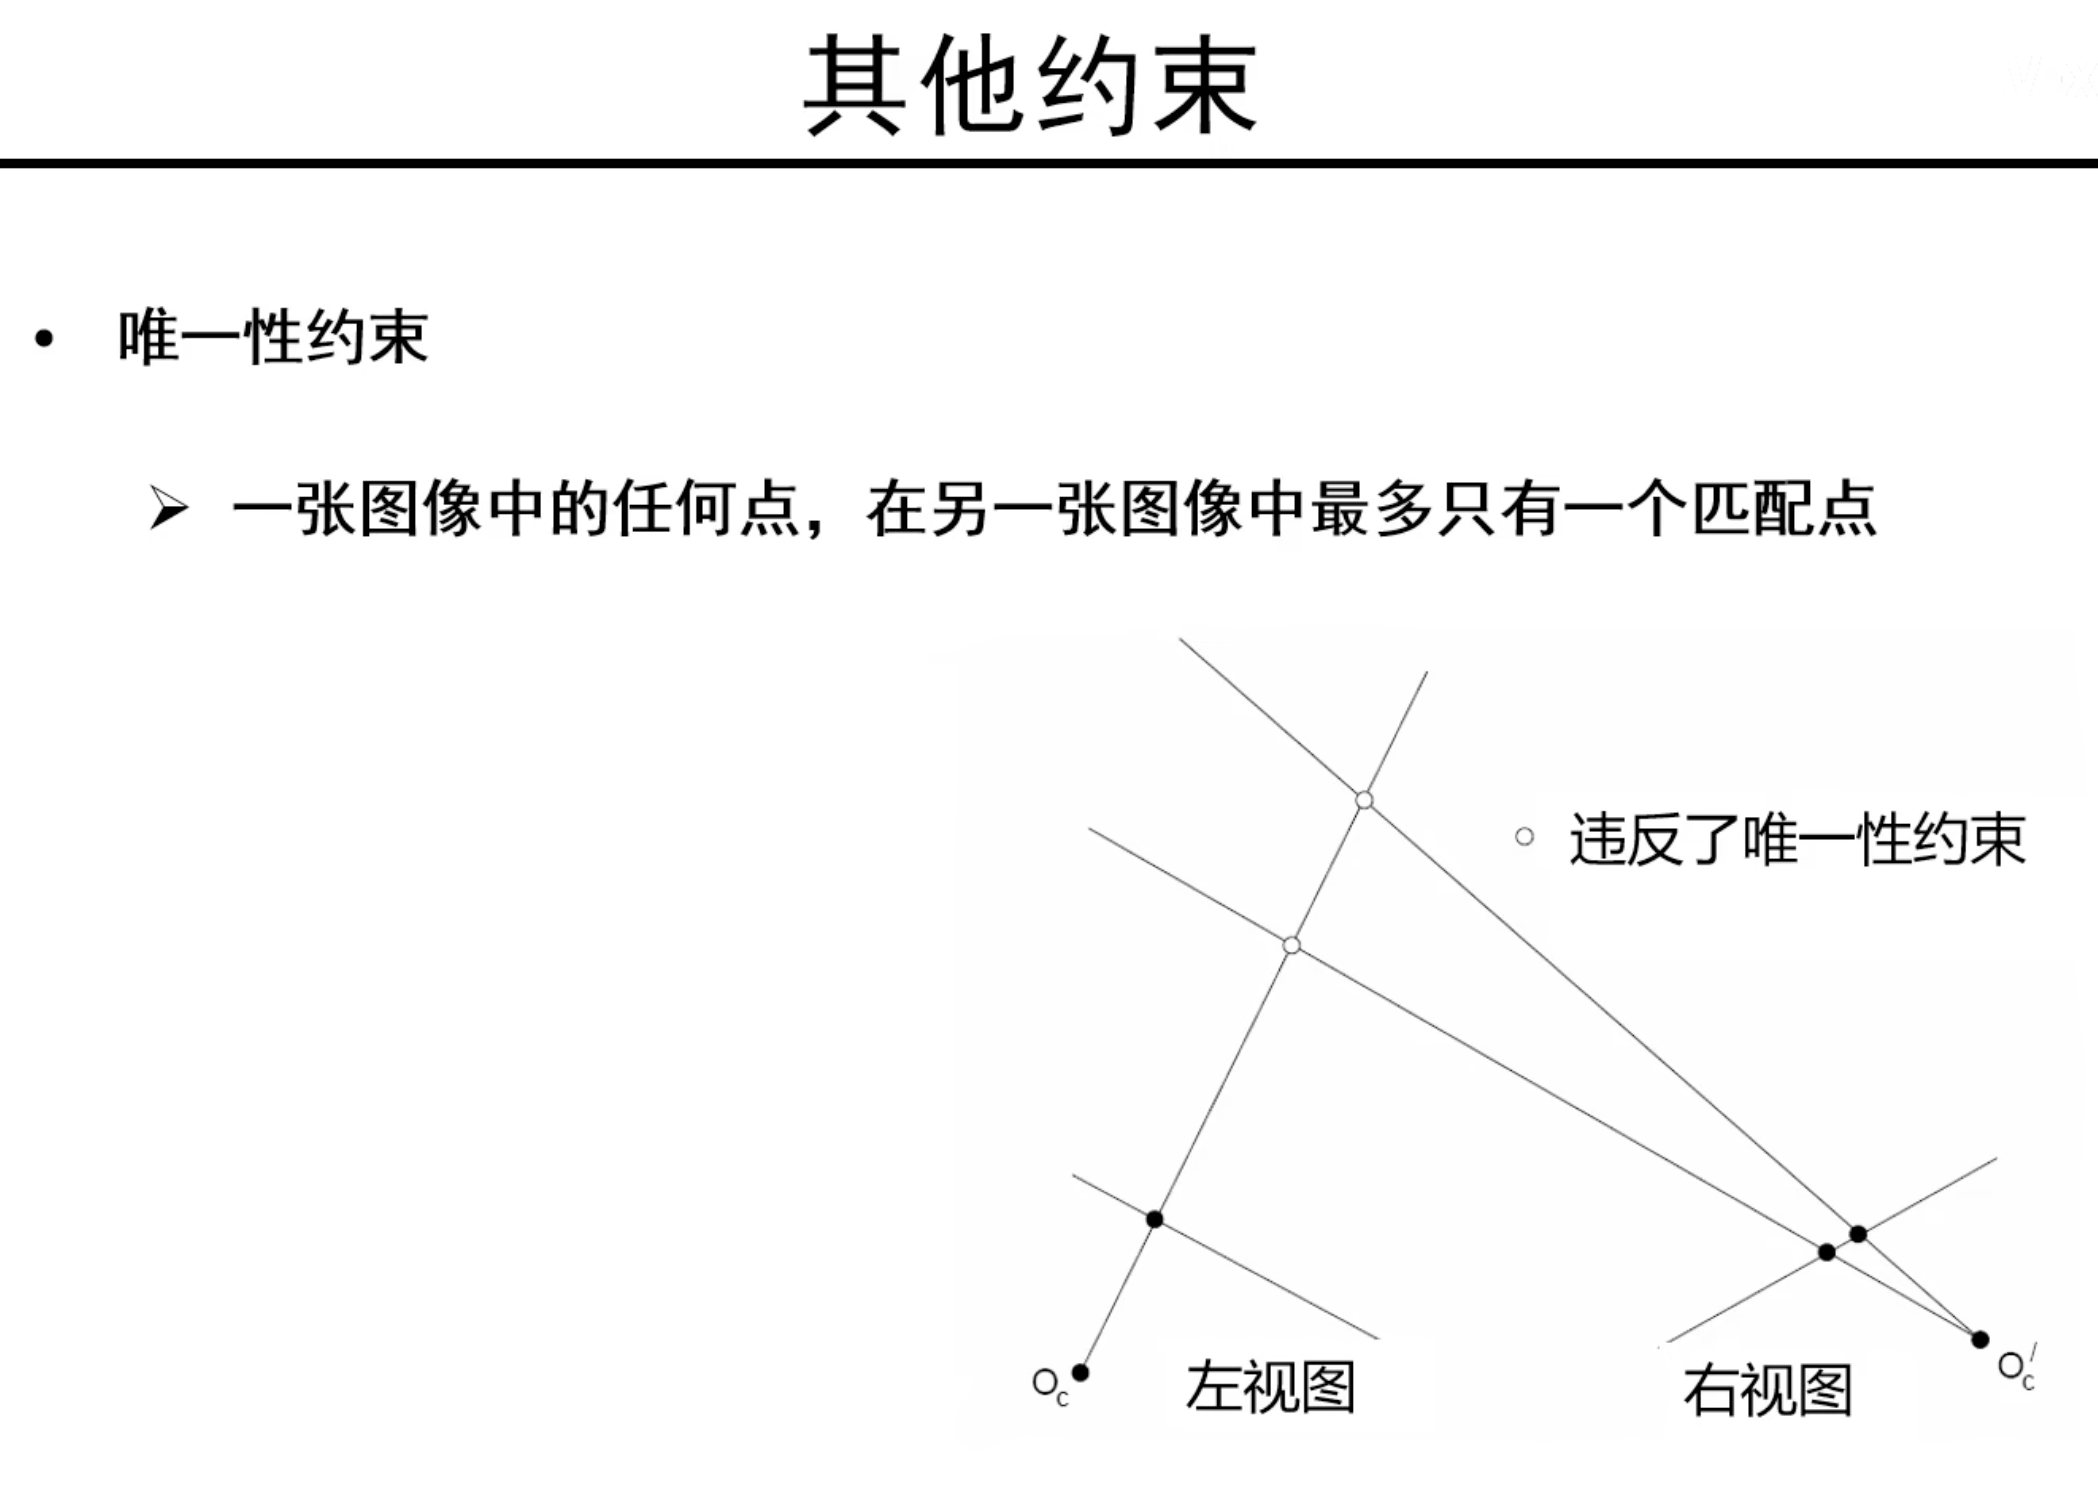 其他约束
• 唯一性约束
➢ 一张图像中的任何点，在另一张图像中最多只有一个匹配点
○ 违反了唯一性约束
O_c
左视图
右视图
O_c'